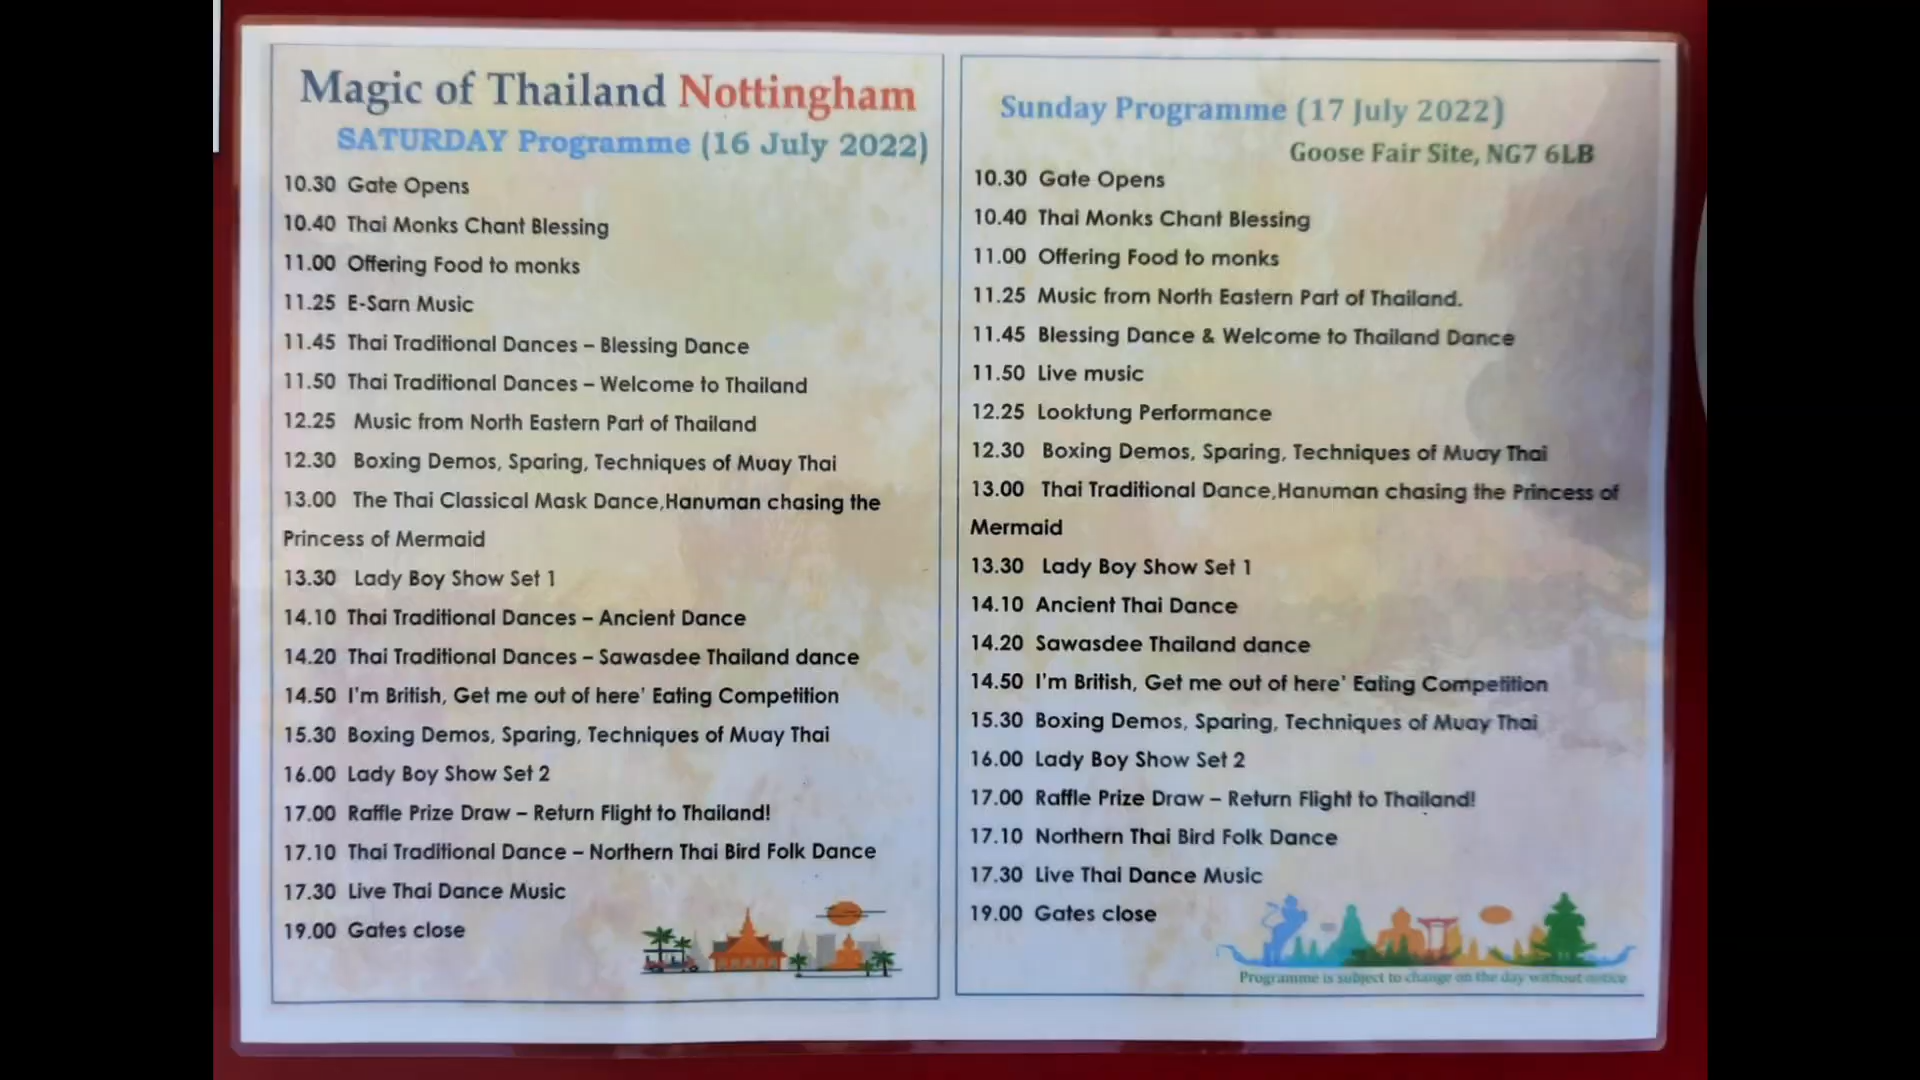 Magic of Thailand Nottingham
SATURDAY Programme (16 July 2022)
10.30 Gate Opens
10.40 Thai Monks Chant Blessing
11.00 Offering Food to monks
11.25 E-Sarn Music
11.45 Thai Traditional Dances – Blessing Dance
11.50 Thai Traditional Dances – Welcome to Thailand
12.25 Music from North Eastern Part of Thailand
12.30 Boxing Demos, Sparing, Techniques of Muay Thai
13.00 The Thai Classical Mask Dance,Hanuman chasing the
Princess of Mermaid
13.30 Lady Boy Show Set 1
14.10 Thai Traditional Dances – Ancient Dance
14.20 Thai Traditional Dances – Sawasdee Thailand dance
14.50 I'm British, Get me out of here' Eating Competition
15.30 Boxing Demos, Sparing, Techniques of Muay Thai
16.00 Lady Boy Show Set 2
17.00 Raffle Prize Draw – Return Flight to Thailand!
17.10 Thai Traditional Dance – Northern Thai Bird Folk Dance
17.30 Live Thai Dance Music
19.00 Gates close
Sunday Programme (17 July 2022)
Goose Fair Site, NG7 6LB
10.30 Gate Opens
10.40 Thai Monks Chant Blessing
11.00 Offering Food to monks
11.25 Music from North Eastern Part of Thailand.
11.45 Blessing Dance & Welcome to Thailand Dance
11.50 Live music
12.25 Looktung Performance
12.30 Boxing Demos, Sparing, Techniques of Muay Thai
13.00 Thai Traditional Dance,Hanuman chasing the Princess of
Mermaid
13.30 Lady Boy Show Set 1
14.10 Ancient Thai Dance
14.20 Sawasdee Thailand dance
14.50 I'm British, Get me out of here' Eating Competition
15.30 Boxing Demos, Sparing, Techniques of Muay Thai
16.00 Lady Boy Show Set 2
17.00 Raffle Prize Draw – Return Flight to Thailand!
17.10 Northern Thai Bird Folk Dance
17.30 Live Thai Dance Music
19.00 Gates close
Programme is subject to change on the day without notice